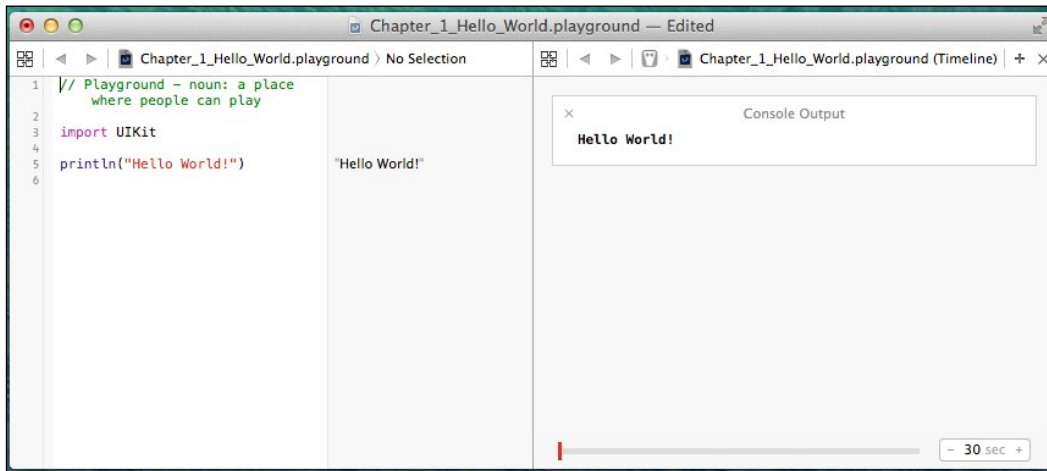 Chapter_1_Hello_World.playground — Edited
Chapter_1_Hello_World.playground 〉 No Selection
1 // Playground – noun: a place
where people can play
2
3 import UIKit
4
5 println("Hello World!")
6
"Hello World!"
Chapter_1_Hello_World.playground (Timeline) + ×
× Console Output
Hello World!
– 30 sec +